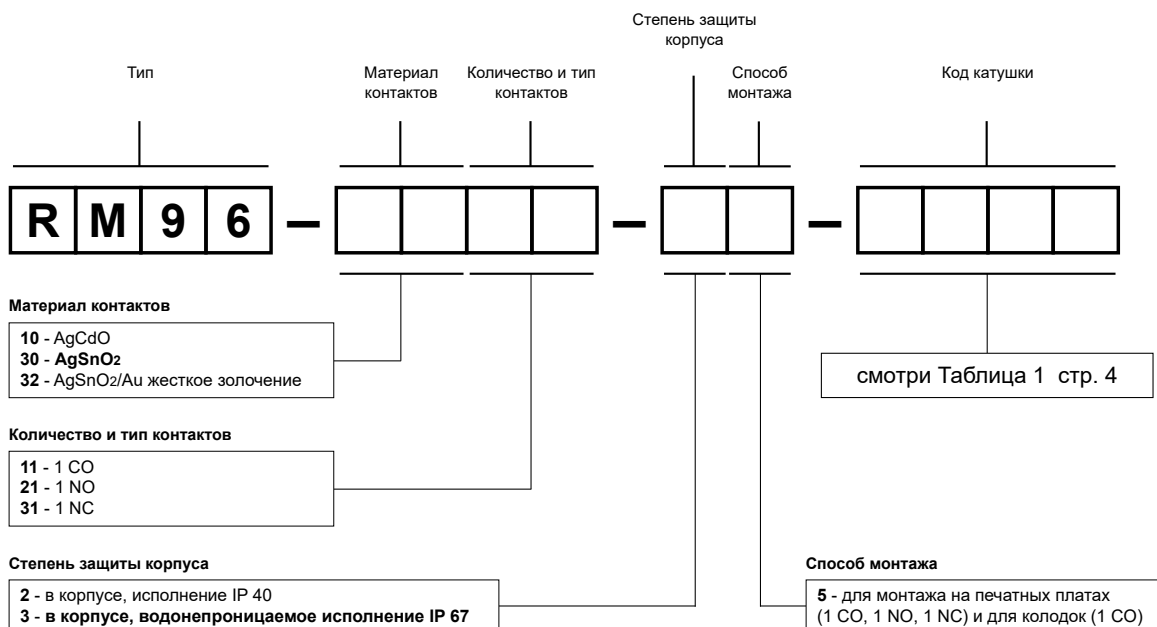 Степень защиты
корпуса
Тип
Материал
контактов
Количество и тип
контактов
Способ
монтажа
Код катушки
R M 9 6 – – –
Материал контактов
10 - AgCdO
30 - AgSnO2
32 - AgSnO2/Au жесткое золочение
смотри Таблица 1 стр. 4
Количество и тип контактов
11 - 1 CO
21 - 1 NO
31 - 1 NC
Степень защиты корпуса
2 - в корпусе, исполнение IP 40
3 - в корпусе, водонепроницаемое исполнение IP 67
Способ монтажа
5 - для монтажа на печатных платах
(1 CO, 1 NO, 1 NC) и для колодок (1 CO)